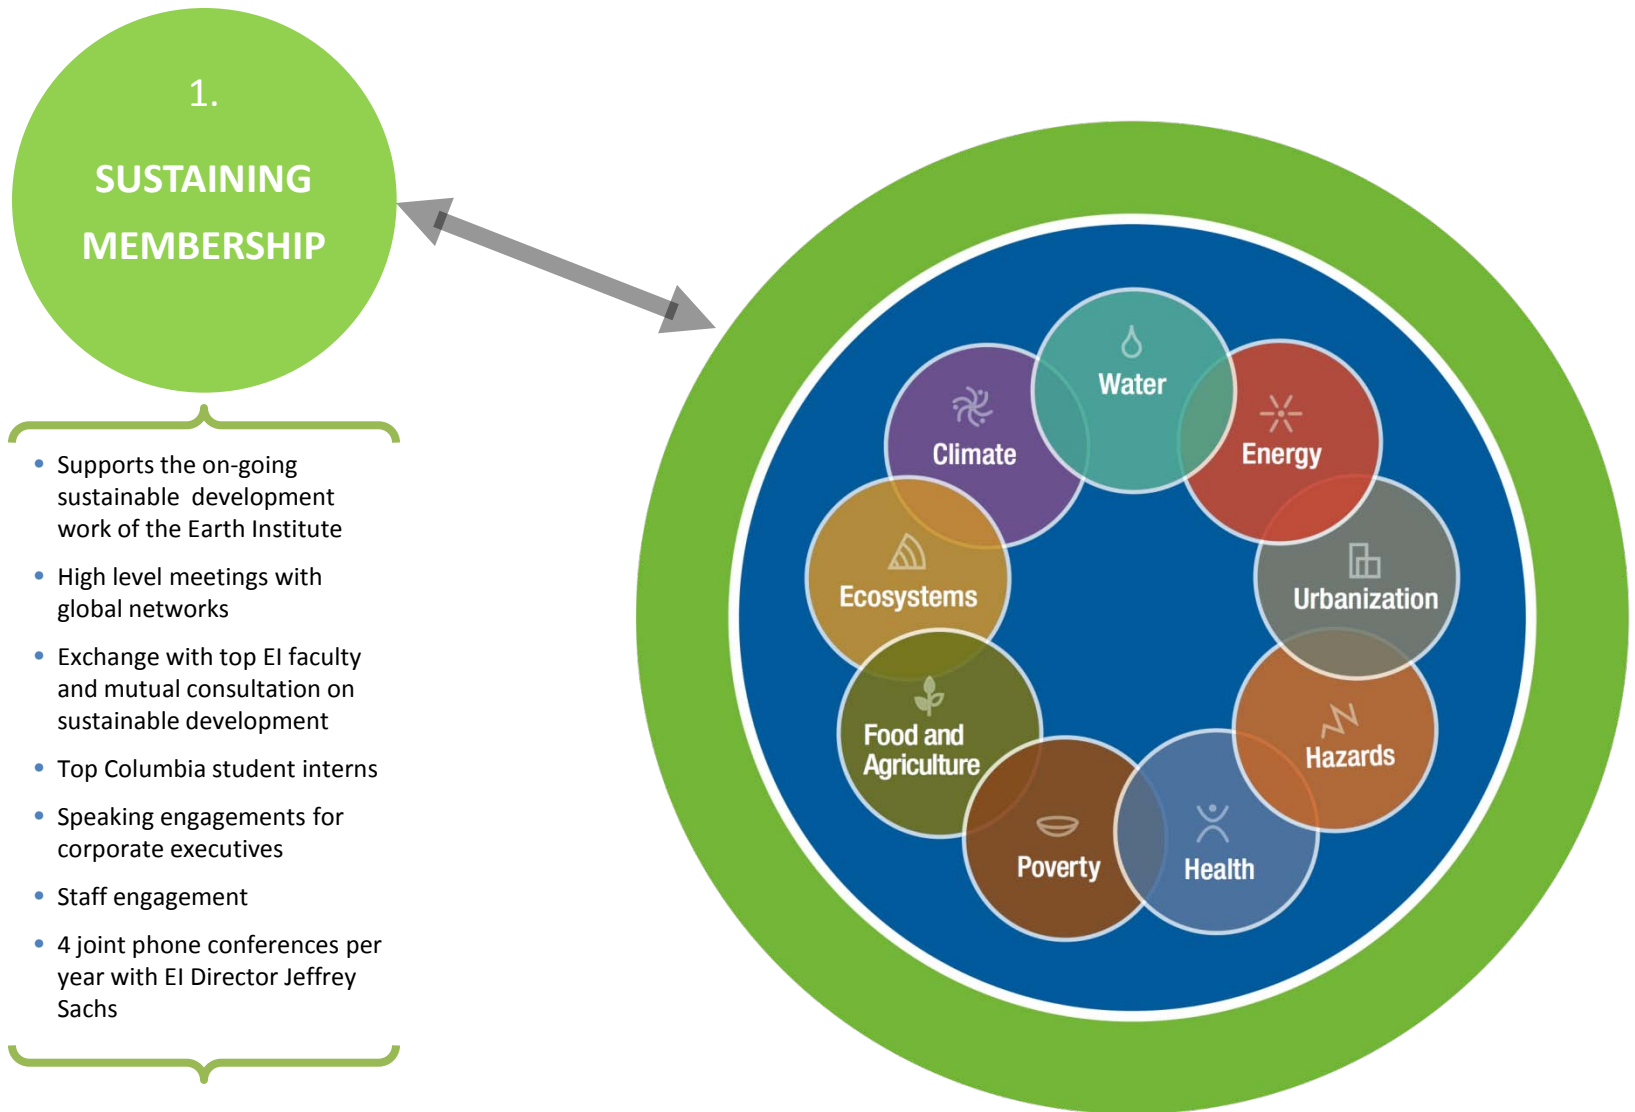 1.
SUSTAINING
MEMBERSHIP
• Supports the on-going
sustainable  development
work of the Earth Institute
• High level meetings with
global networks
• Exchange with top EI faculty
and mutual consultation on
sustainable development
• Top Columbia student interns
• Speaking engagements for
corporate executives
• Staff engagement
• 4 joint phone conferences per
year with EI Director Jeffrey
Sachs
Water
Energy
Urbanization
Hazards
Health
Poverty
Food and
Agriculture
Ecosystems
Climate